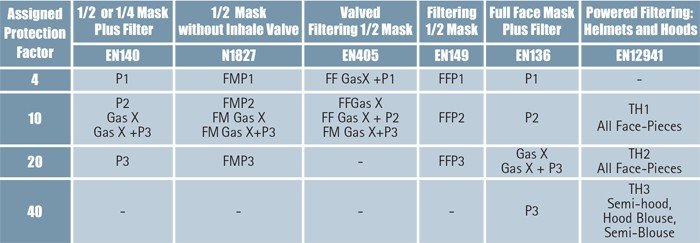 Assigned Protection Factor | 1/2 or 1/4 Mask Plus Filter | 1/2 Mask without Inhale Valve | Valved Filtering 1/2 Mask | Filtering 1/2 Mask | Full Face Mask Plus Filter | Powered Filtering: Helmets and Hoods
EN140 | N1827 | EN405 | EN149 | EN136 | EN12941
4 | P1 | FMP1 | FF GasX +P1 | FFP1 | P1 | -
10 | P2 Gas X Gas X +P3 | FMP2 FM Gas X FM Gas X+P3 | FFGas X FF Gas X + P2 FM Gas X+P3 | FFP2 | P2 | TH1 All Face-Pieces
20 | P3 | FMP3 | - | FFP3 | Gas X Gas X + P3 | TH2 All Face-Pieces
40 | - | - | - | - | P3 | TH3 Semi-hood, Hood Blouse, Semi-Blouse